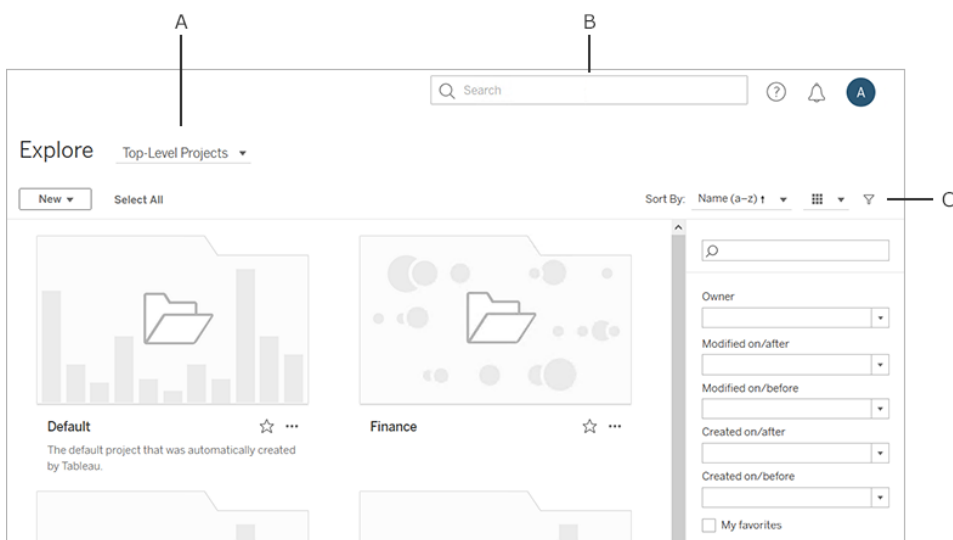 A
B
Search
?
A
Explore
Top-Level Projects
New
Select All
Sort By:
Name (a–z)
C
Owner
Modified on/after
Modified on/before
Created on/after
Created on/before
My favorites
Default
The default project that was automatically created
by Tableau.
Finance